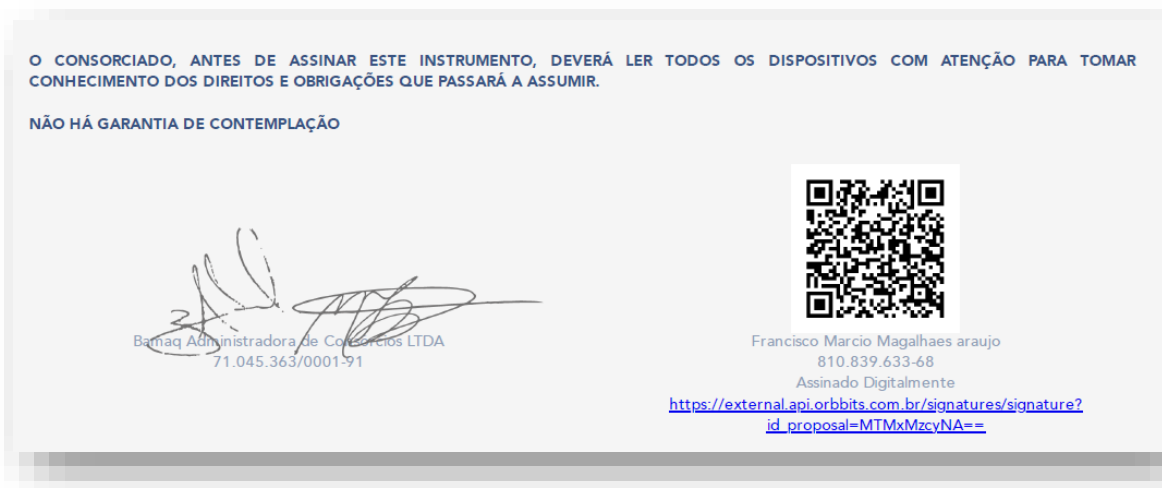 O CONSORCIADO, ANTES DE ASSINAR ESTE INSTRUMENTO, DEVERÁ LER TODOS OS DISPOSITIVOS COM ATENÇÃO PARA TOMAR
CONHECIMENTO DOS DIREITOS E OBRIGAÇÕES QUE PASSARÁ A ASSUMIR.
NÃO HÁ GARANTIA DE CONTEMPLAÇÃO
Bamaq Administradora de Consorcios LTDA
71.045.363/0001-91
Francisco Marcio Magalhaes araujo
810.839.633-68
Assinado Digitalmente
https://external.api.orbbits.com.br/signatures/signature?
id_proposal=MTMxMzcyNA==